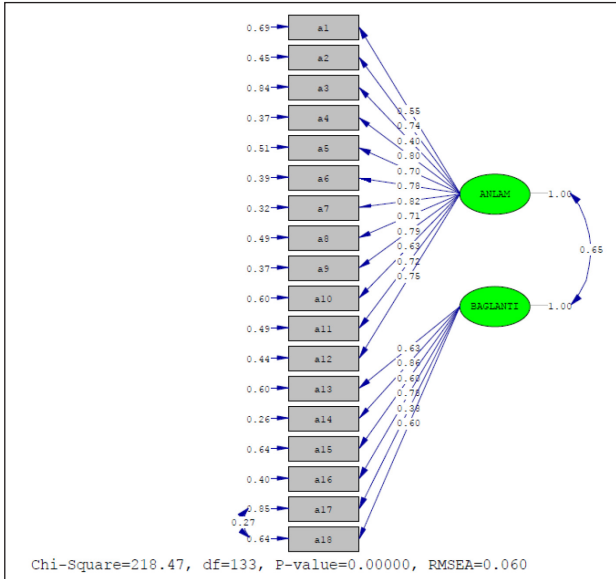 0.69 a1
0.45 a2
0.84 a3
0.37 a4
0.51 a5
0.39 a6
0.32 a7
0.49 a8
0.37 a9
0.60 a10
0.49 a11
0.44 a12
0.60 a13
0.26 a14
0.64 a15
0.40 a16
0.85 a17
0.27
0.64 a18
0.55
0.74
0.40
0.80
0.70
0.78
0.82
0.71
0.79
0.63
0.72
0.75
ANLAM 1.00
0.65
BAGLANTI 1.00
0.63
0.86
0.60
0.78
0.38
0.60
Chi-Square=218.47, df=133, P-value=0.00000, RMSEA=0.060